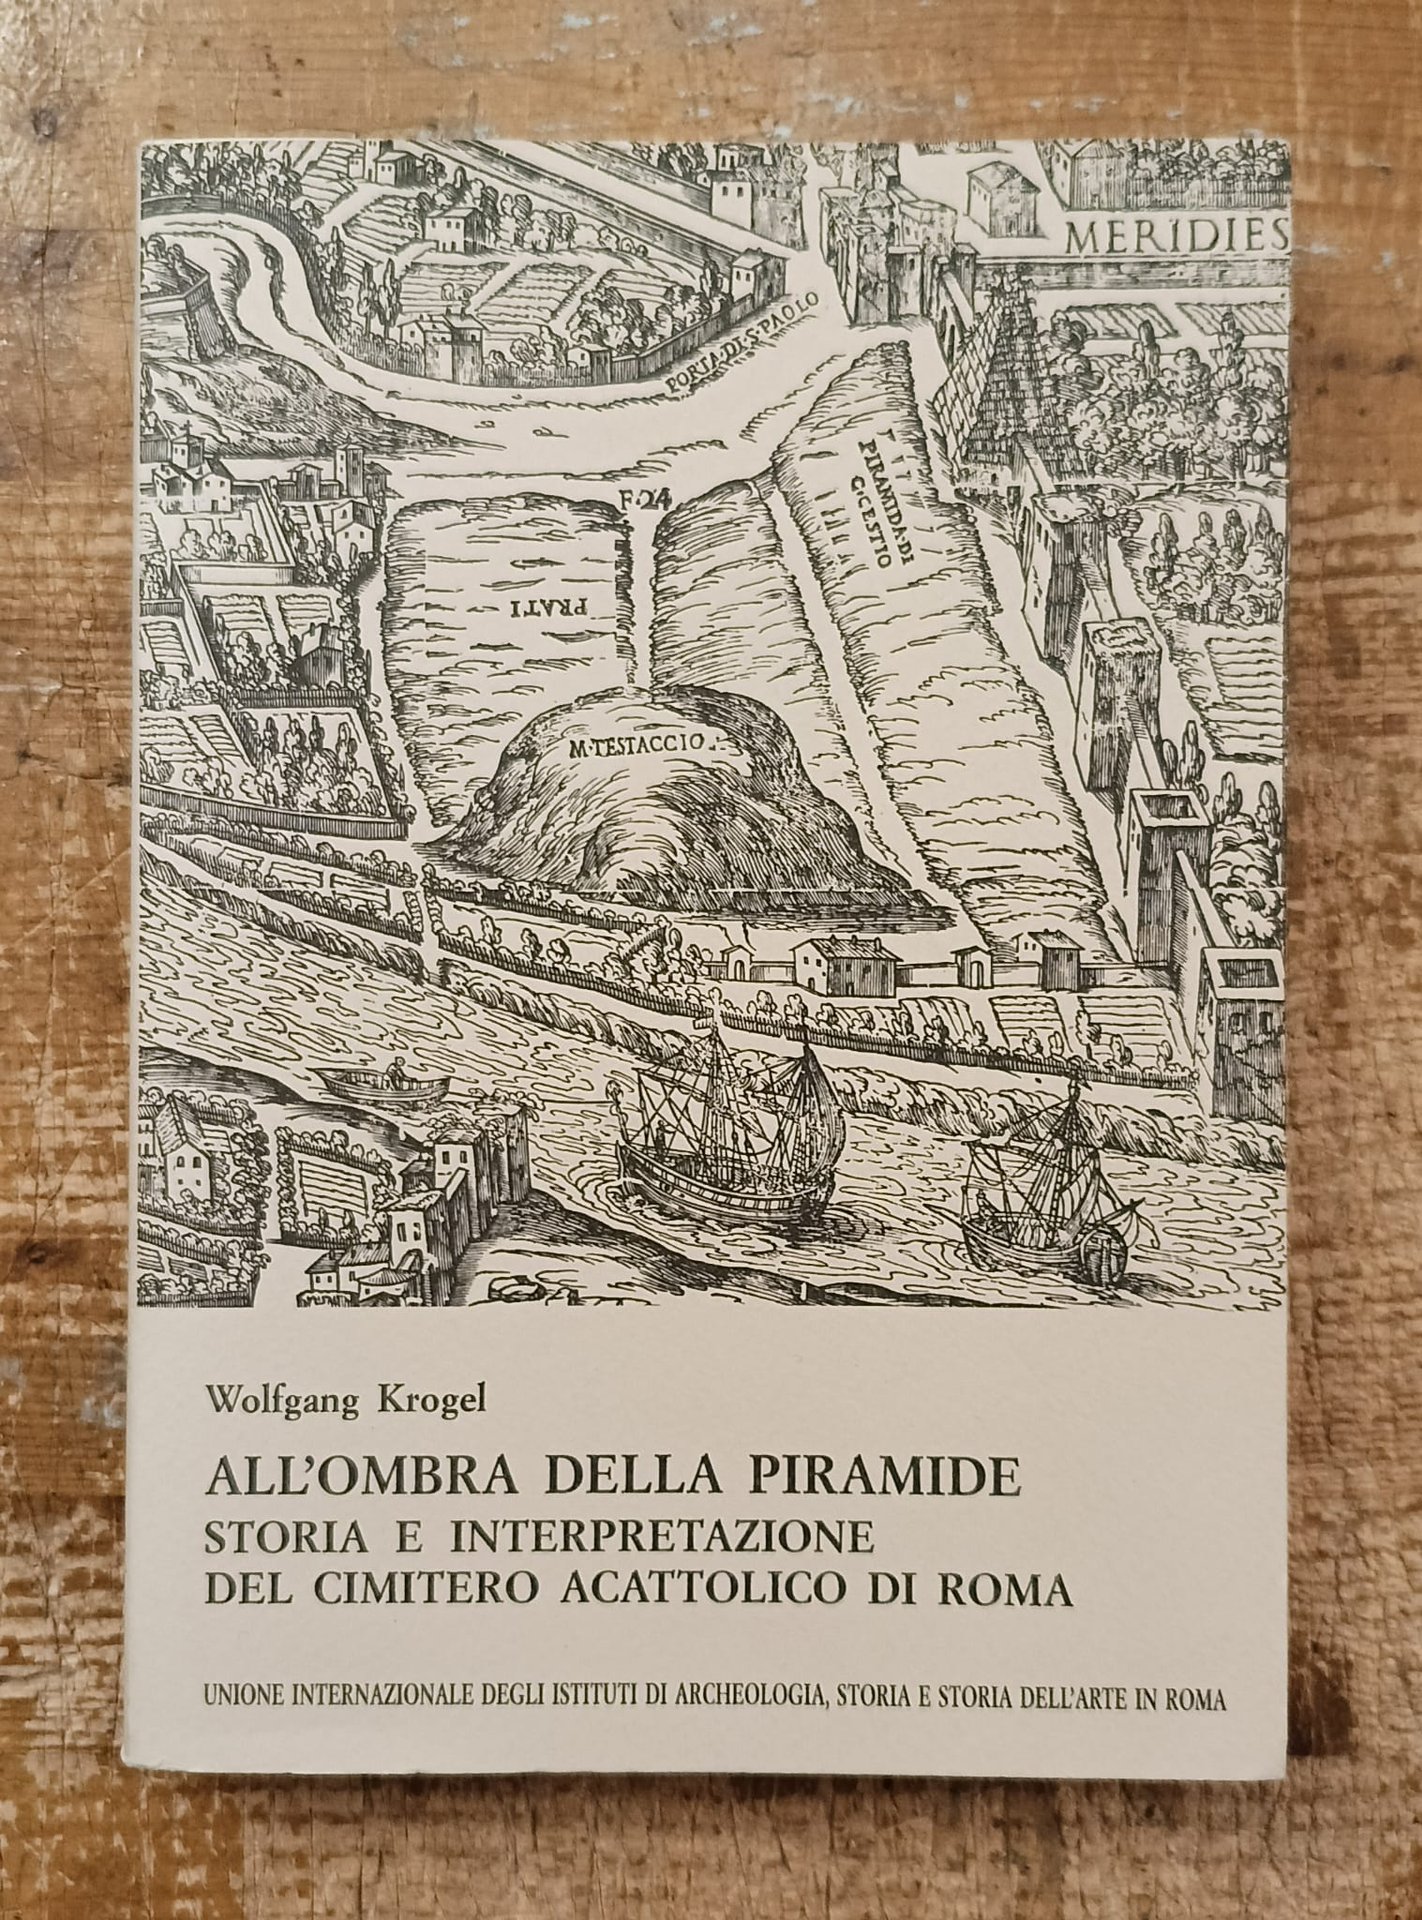 MERIDIES
PORTA·DI·S·PAOLO
PIRAMIDA·DI
C·CESTIO
F·24
PRATI
M·TESTACCIO
Wolfgang Krogel
ALL'OMBRA DELLA PIRAMIDE
STORIA E INTERPRETAZIONE
DEL CIMITERO ACATTOLICO DI ROMA
UNIONE INTERNAZIONALE DEGLI ISTITUTI DI ARCHEOLOGIA, STORIA E STORIA DELL'ARTE IN ROMA